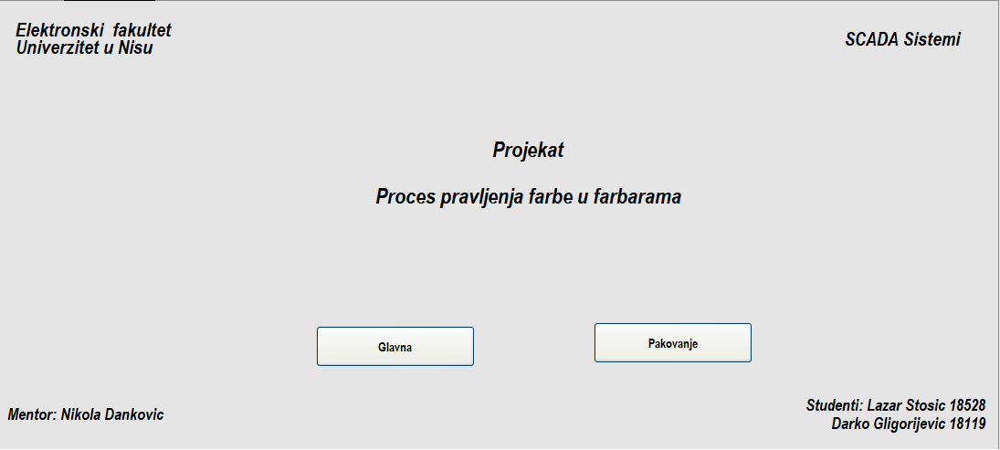 Elektronski fakultet
Univerzitet u Nisu
SCADA Sistemi
Projekat
Proces pravljenja farbe u farbarama
Glavna
Pakovanje
Mentor: Nikola Dankovic
Studenti: Lazar Stosic 18528
Darko Gligorijevic 18119